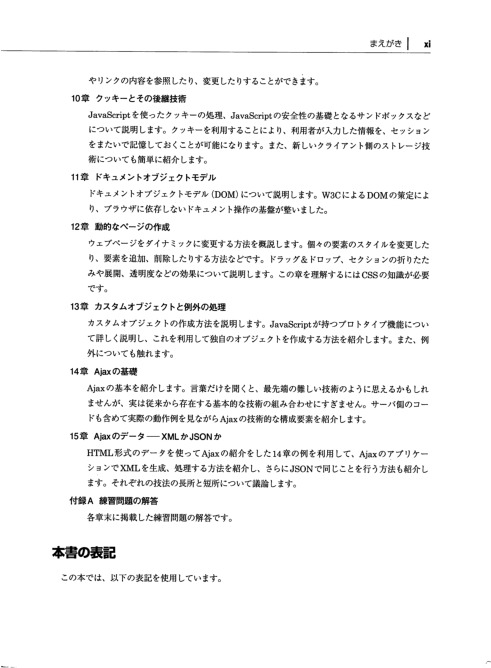 まえがき | xi
やリンクの内容を参照したり、変更したりすることができます。
10章 クッキーとその後継技術
JavaScriptを使ったクッキーの処理、JavaScriptの安全性の基礎となるサンドボックスなど
について説明します。クッキーを利用することにより、利用者が入力した情報を、セッション
をまたいで記憶しておくことが可能になります。また、新しいクライアント側のストレージ技
術についても簡単に紹介します。
11章 ドキュメントオブジェクトモデル
ドキュメントオブジェクトモデル（DOM）について説明します。W3CによるDOMの策定によ
り、ブラウザに依存しないドキュメント操作の基盤が整いました。
12章 動的なページの作成
ウェブページをダイナミックに変更する方法を概説します。個々の要素のスタイルを変更した
り、要素を追加、削除したりする方法などです。ドラッグ＆ドロップ、セクションの折りたた
みや展開、透明度などの効果について説明します。この章を理解するにはCSSの知識が必要
です。
13章 カスタムオブジェクトと例外の処理
カスタムオブジェクトの作成方法を説明します。JavaScriptが持つプロトタイプ機能につい
て詳しく説明し、これを利用して独自のオブジェクトを作成する方法を紹介します。また、例
外についても触れます。
14章 Ajaxの基礎
Ajaxの基本を紹介します。言葉だけを聞くと、最先端の難しい技術のように思えるかもしれ
ませんが、実は従来から存在する基本的な技術の組み合わせにすぎません。サーバ側のコー
ドも含めて実際の動作例を見ながらAjaxの技術的な構成要素を紹介します。
15章 Ajaxのデータ――XMLかJSONか
HTML形式のデータを使ってAjaxの紹介をした14章の例を利用して、Ajaxのアプリケー
ションでXMLを生成、処理する方法を紹介し、さらにJSONで同じことを行う方法も紹介し
ます。それぞれの技法の長所と短所について議論します。
付録A 練習問題の解答
各章末に掲載した練習問題の解答です。
本書の表記
この本では、以下の表記を使用しています。